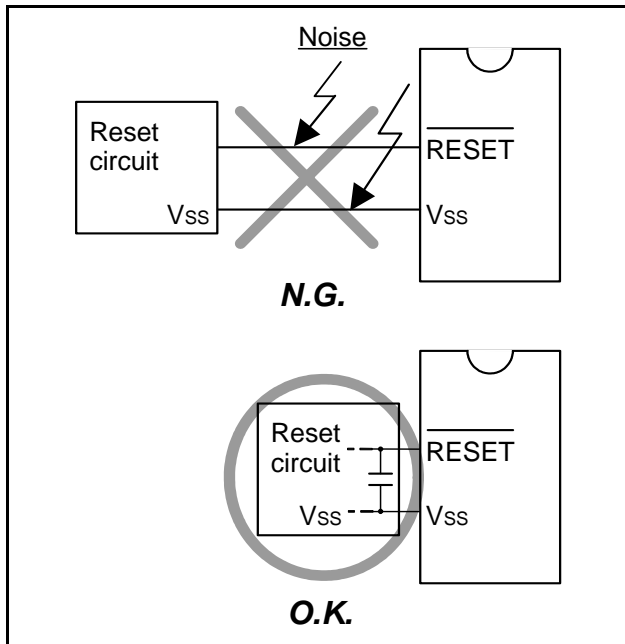 Noise
Reset
circuit
RESET
Vss
Vss
N.G.
Reset
circuit
RESET
Vss
Vss
O.K.